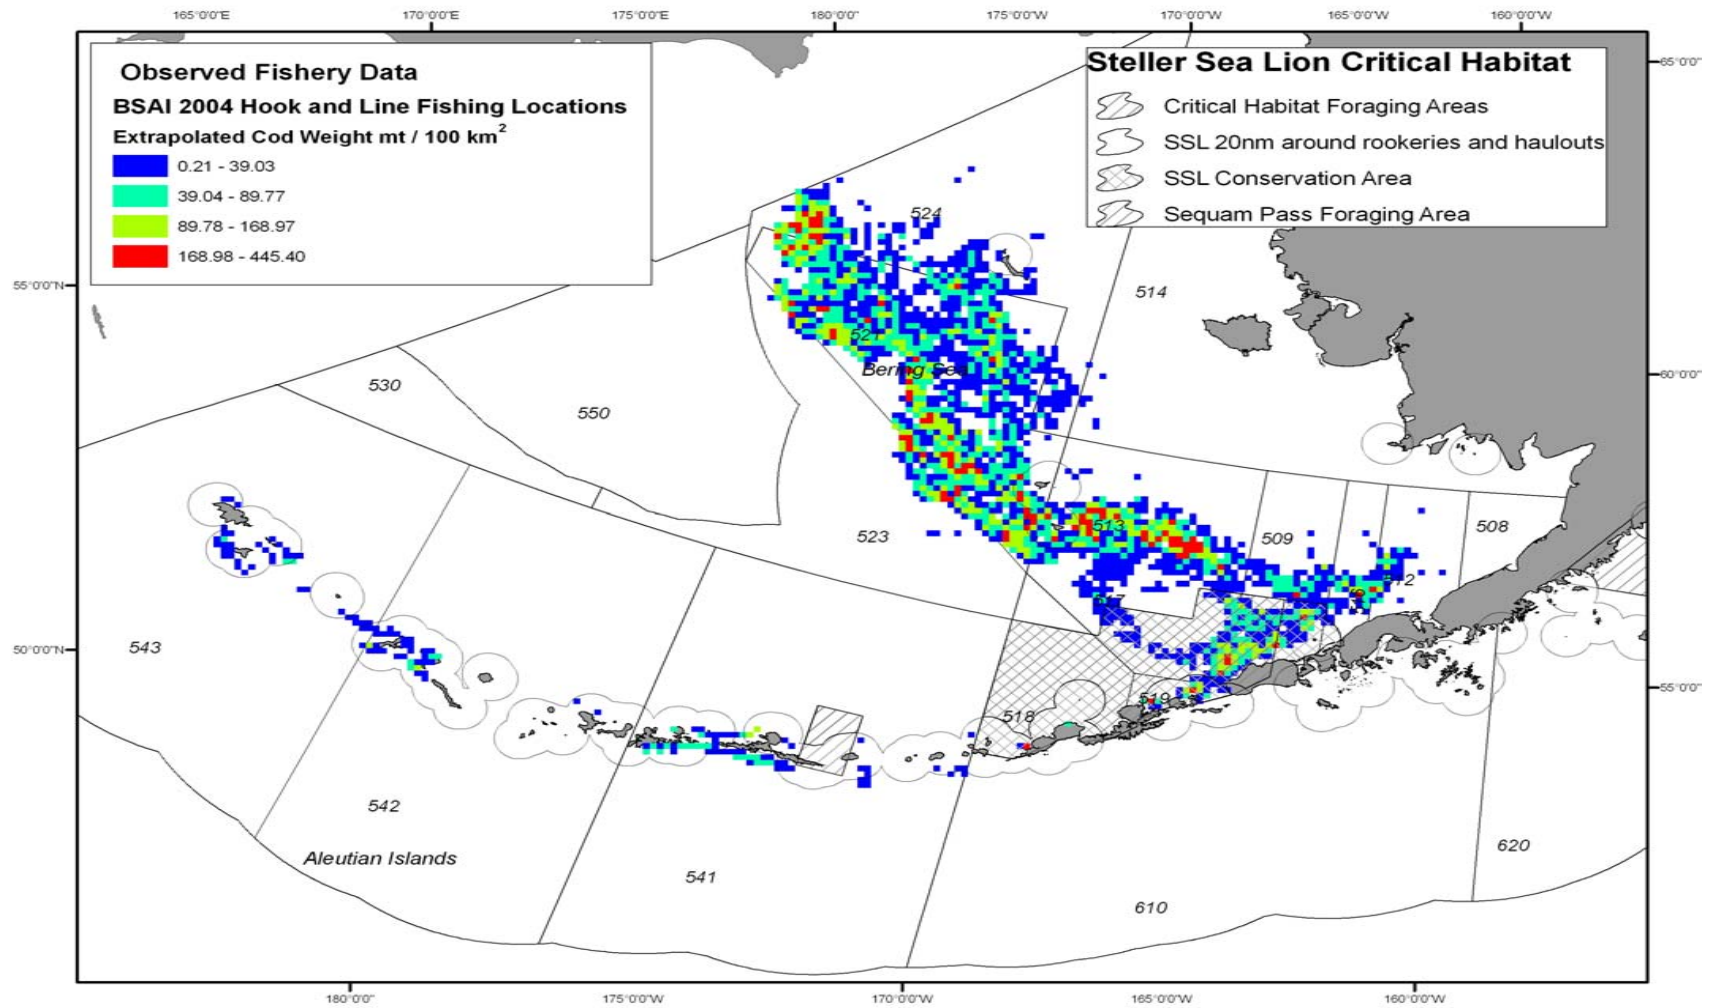 165°0'0"E 170°0'0"E 175°0'0"E 180°0'0" 175°0'0"W 170°0'0"W 165°0'0"W 160°0'0"W
Observed Fishery Data
BSAI 2004 Hook and Line Fishing Locations
Extrapolated Cod Weight mt / 100 km²
0.21 - 39.03
39.04 - 89.77
89.78 - 168.97
168.98 - 445.40
Steller Sea Lion Critical Habitat
Critical Habitat Foraging Areas
SSL 20nm around rookeries and haulouts
SSL Conservation Area
Sequam Pass Foraging Area
65°0'0"
524
55°0'0"N
514
521
Bering Sea
60°0'0"
530
550
513
509
508
523
543
50°0'0"N
55°0'0"W
519
518
542
Aleutian Islands
541
620
610
180°0'0" 175°0'0"W 170°0'0"W 165°0'0"W 160°0'0"W